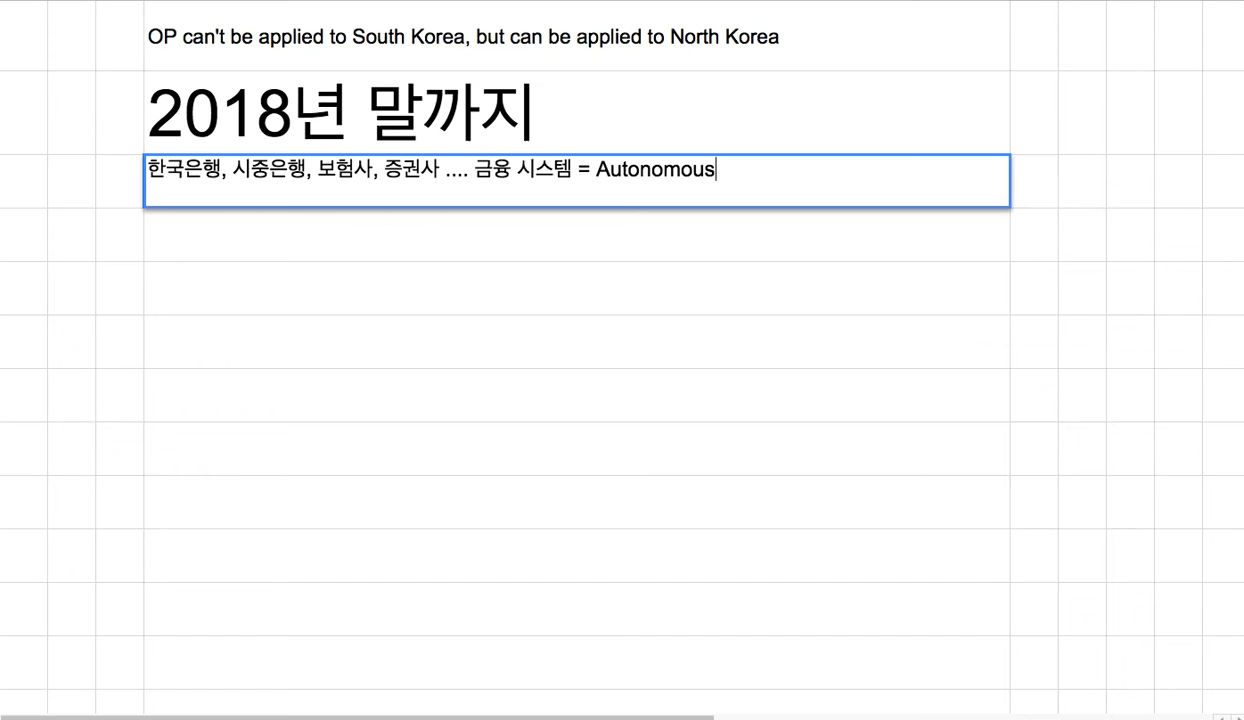 OP can't be applied to South Korea, but can be applied to North Korea
2018년 말까지
한국은행, 시중은행, 보험사, 증권사 .... 금융 시스템 = Autonomous